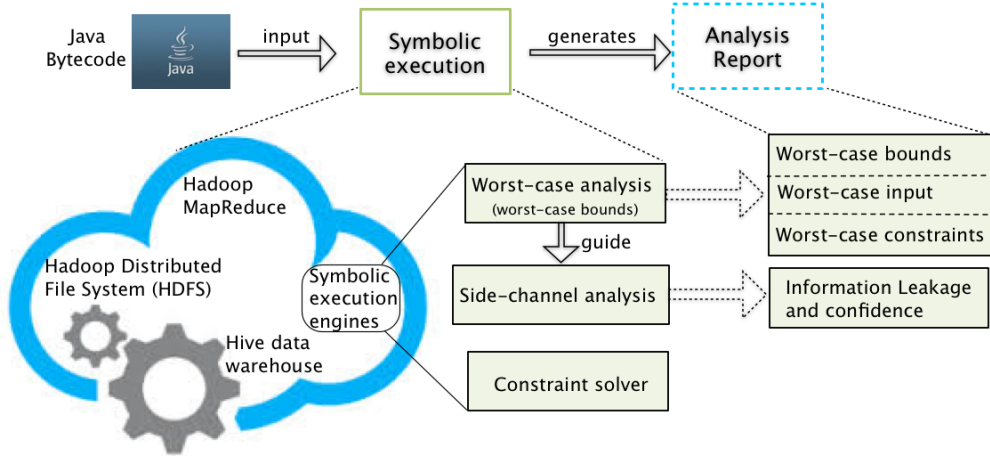 Java
Bytecode
Java
input
Symbolic
execution
generates
Analysis
Report
Hadoop
MapReduce
Hadoop Distributed
File System (HDFS)
Symbolic
execution
engines
Hive data
warehouse
Worst-case analysis
(worst-case bounds)
guide
Side-channel analysis
Constraint solver
Worst-case bounds
Worst-case input
Worst-case constraints
Information Leakage
and confidence